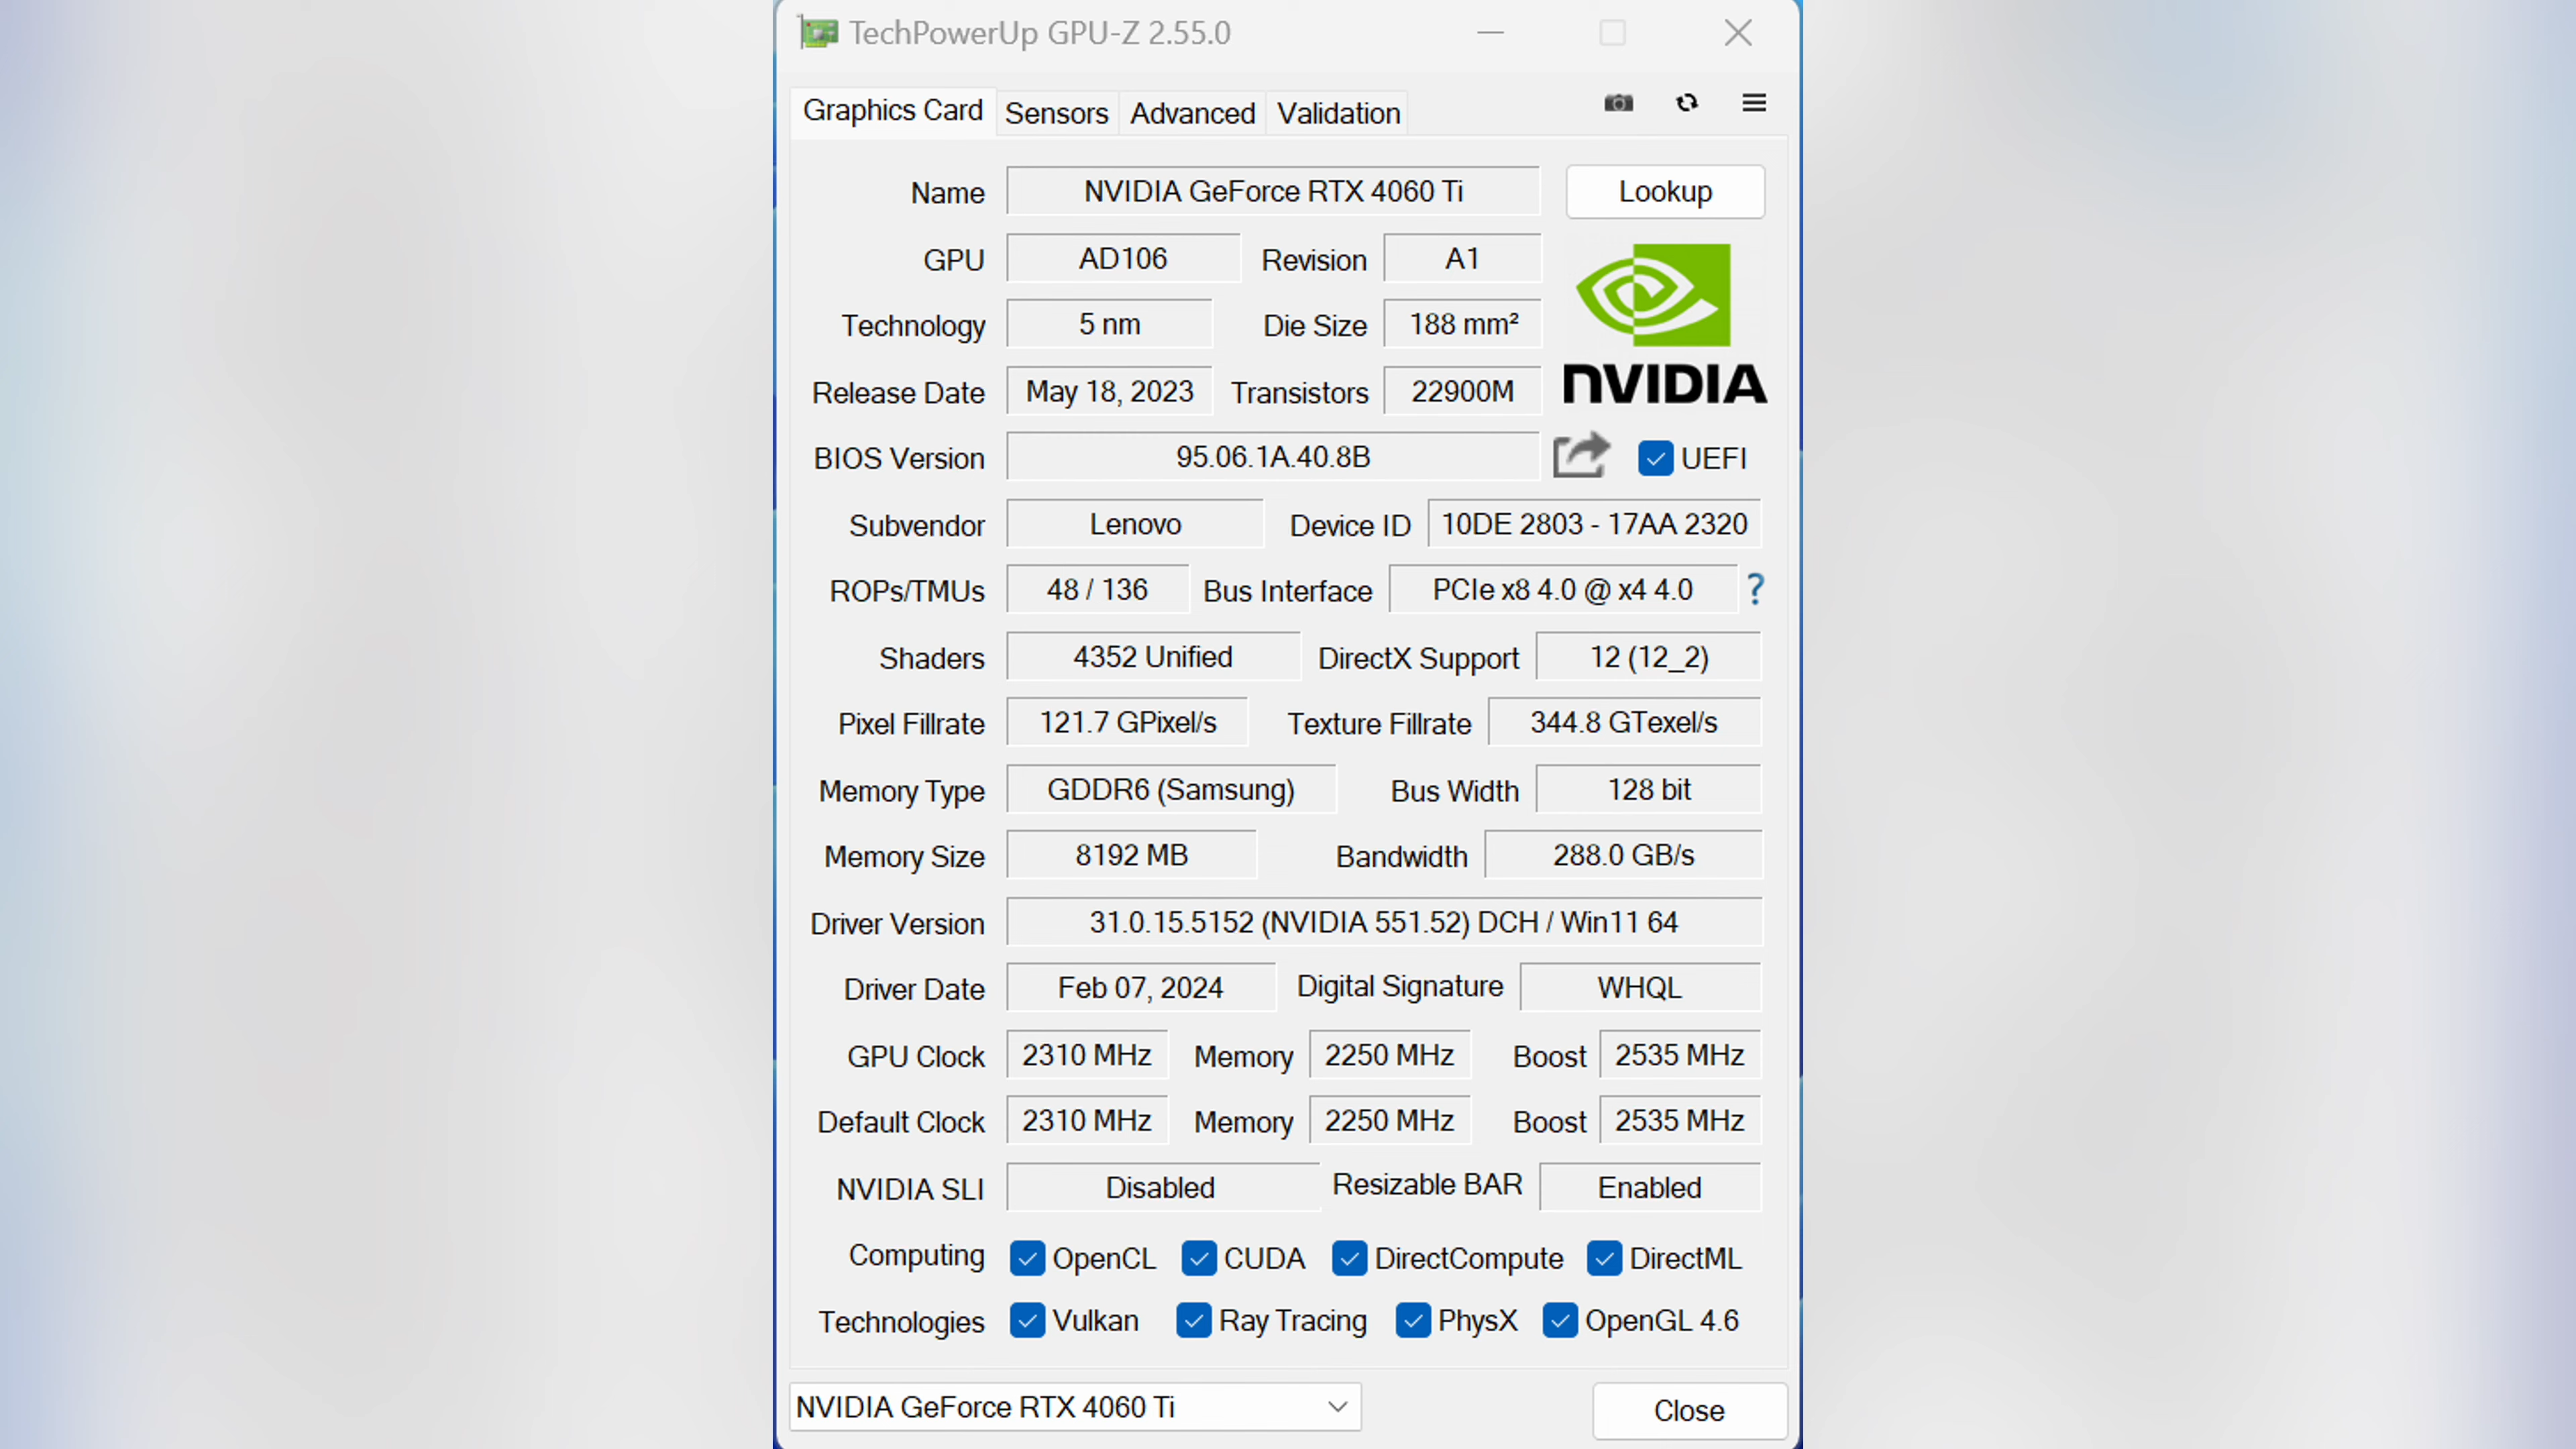 TechPowerUp GPU-Z 2.55.0
Graphics Card Sensors Advanced Validation
Name NVIDIA GeForce RTX 4060 Ti Lookup
GPU AD106 Revision A1
Technology 5 nm Die Size 188 mm²
NVIDIA
Release Date May 18, 2023 Transistors 22900M
BIOS Version 95.06.1A.40.8B UEFI
Subvendor Lenovo Device ID 10DE 2803 - 17AA 2320
ROPs/TMUs 48 / 136 Bus Interface PCIe x8 4.0 @ x4 4.0 ?
Shaders 4352 Unified DirectX Support 12 (12_2)
Pixel Fillrate 121.7 GPixel/s Texture Fillrate 344.8 GTexel/s
Memory Type GDDR6 (Samsung) Bus Width 128 bit
Memory Size 8192 MB Bandwidth 288.0 GB/s
Driver Version 31.0.15.5152 (NVIDIA 551.52) DCH / Win11 64
Driver Date Feb 07, 2024 Digital Signature WHQL
GPU Clock 2310 MHz Memory 2250 MHz Boost 2535 MHz
Default Clock 2310 MHz Memory 2250 MHz Boost 2535 MHz
NVIDIA SLI Disabled Resizable BAR Enabled
Computing OpenCL CUDA DirectCompute DirectML
Technologies Vulkan Ray Tracing PhysX OpenGL 4.6
NVIDIA GeForce RTX 4060 Ti Close